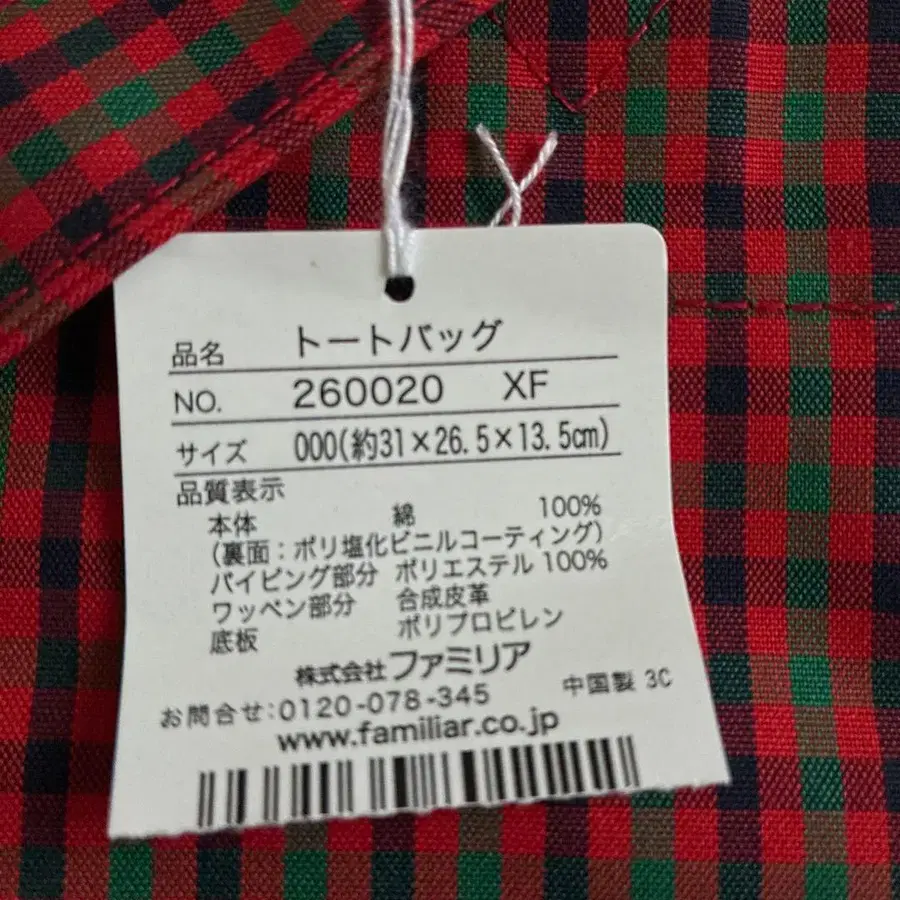 品名 トートバッグ
NO. 260020 XF
サイズ 000(約31×26.5×13.5cm)
品質表示
本体 綿 100%
(裏面:ポリ塩化ビニルコーティング)
パイピング部分 ポリエステル 100%
ワッペン部分 合成皮革
底板 ポリプロピレン
株式会社ファミリア
お問合せ:0120-078-345 中国製 3C
www.familiar.co.jp